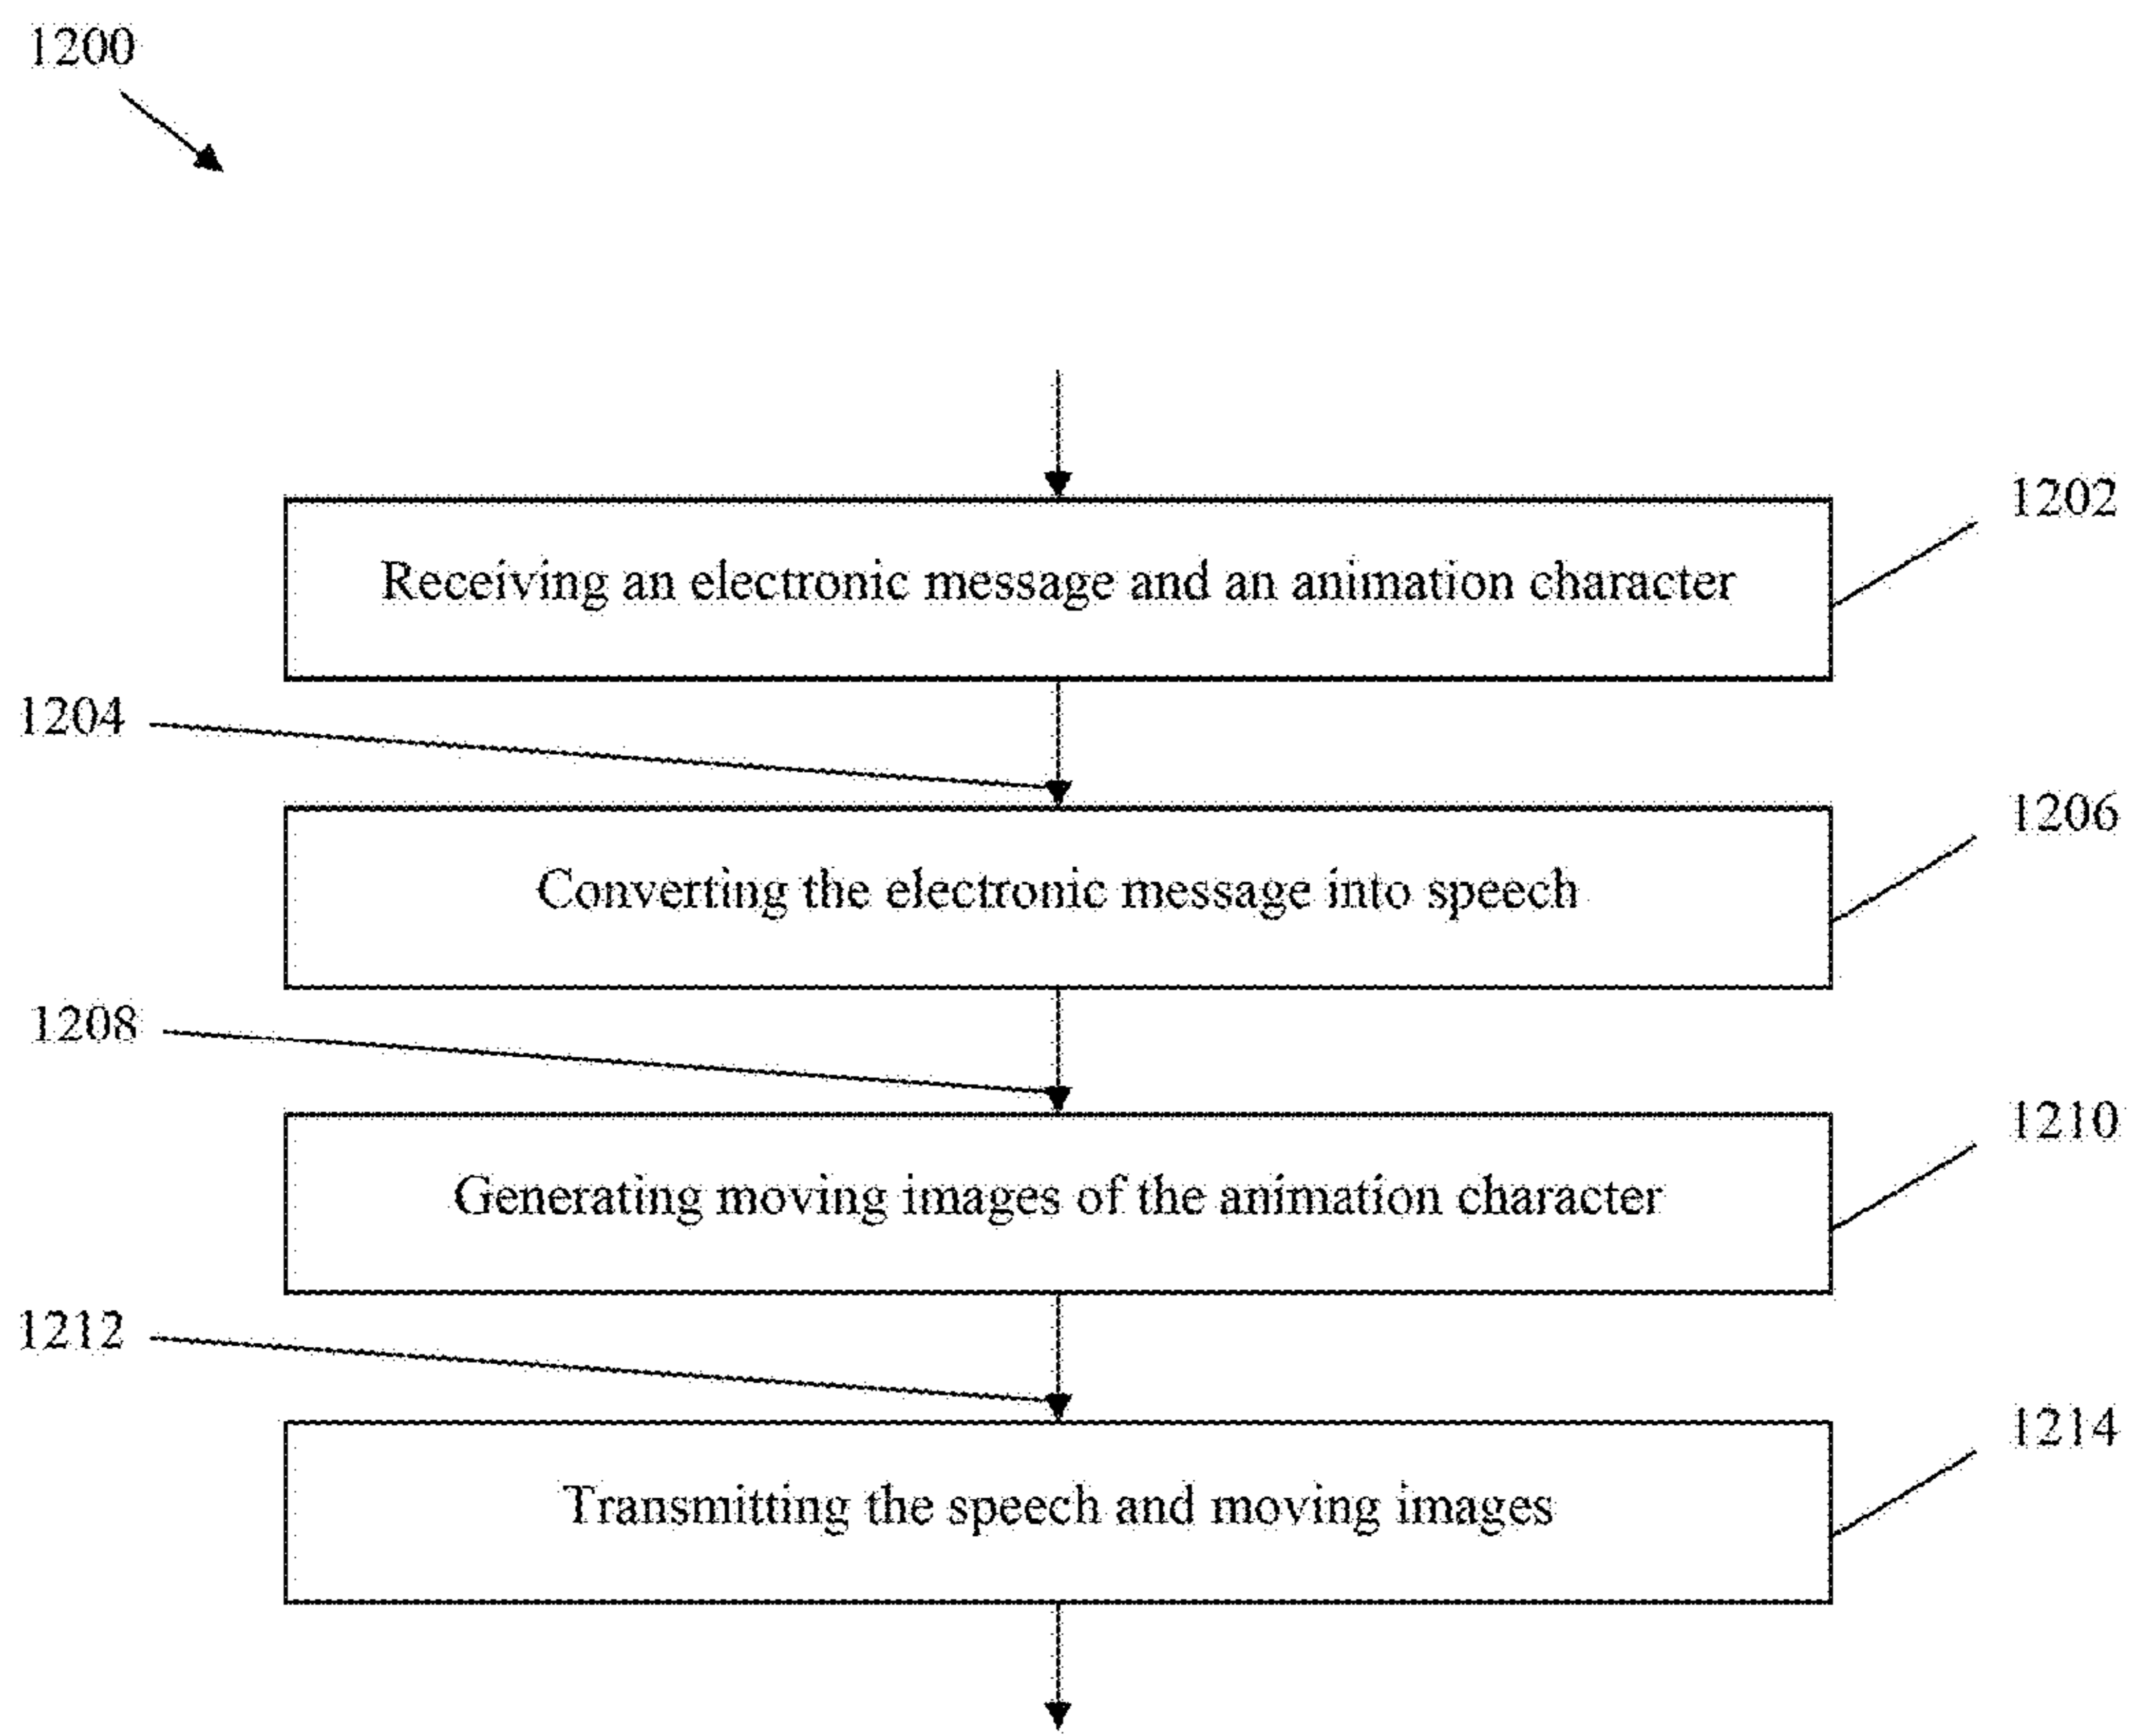 1200
1202
Receiving an electronic message and an animation character
1204
1206
Converting the electronic message into speech
1208
1210
Generating moving images of the animation character
1212
1214
Transmitting the speech and moving images